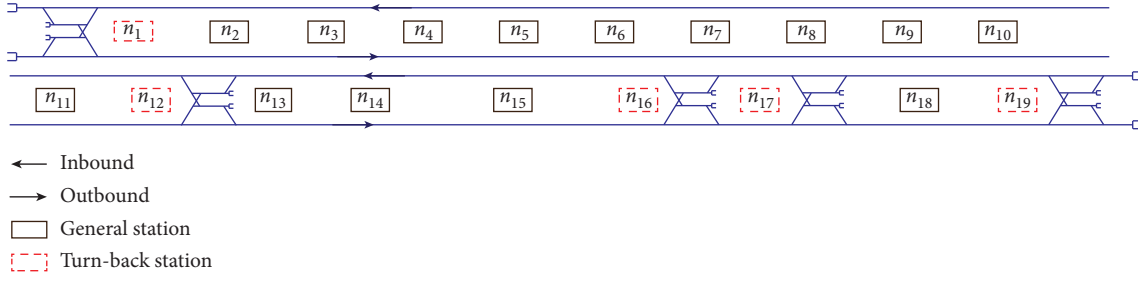 n1 n2 n3 n4 n5 n6 n7 n8 n9 n10
n11 n12 n13 n14 n15 n16 n17 n18 n19
Inbound
Outbound
General station
Turn-back station